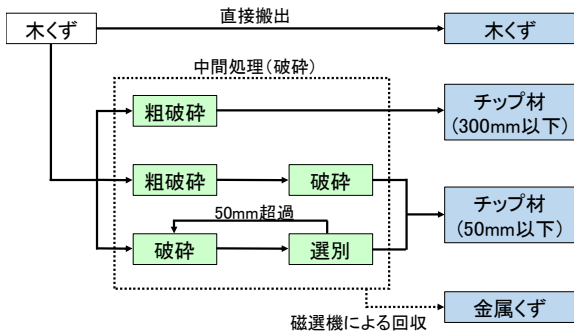 直接搬出
木くず
木くず
中間処理(破砕)
粗破砕
チップ材
(300mm以下)
粗破砕
破砕
チップ材
(50mm以下)
50mm超過
破砕
選別
金属くず
磁選機による回収